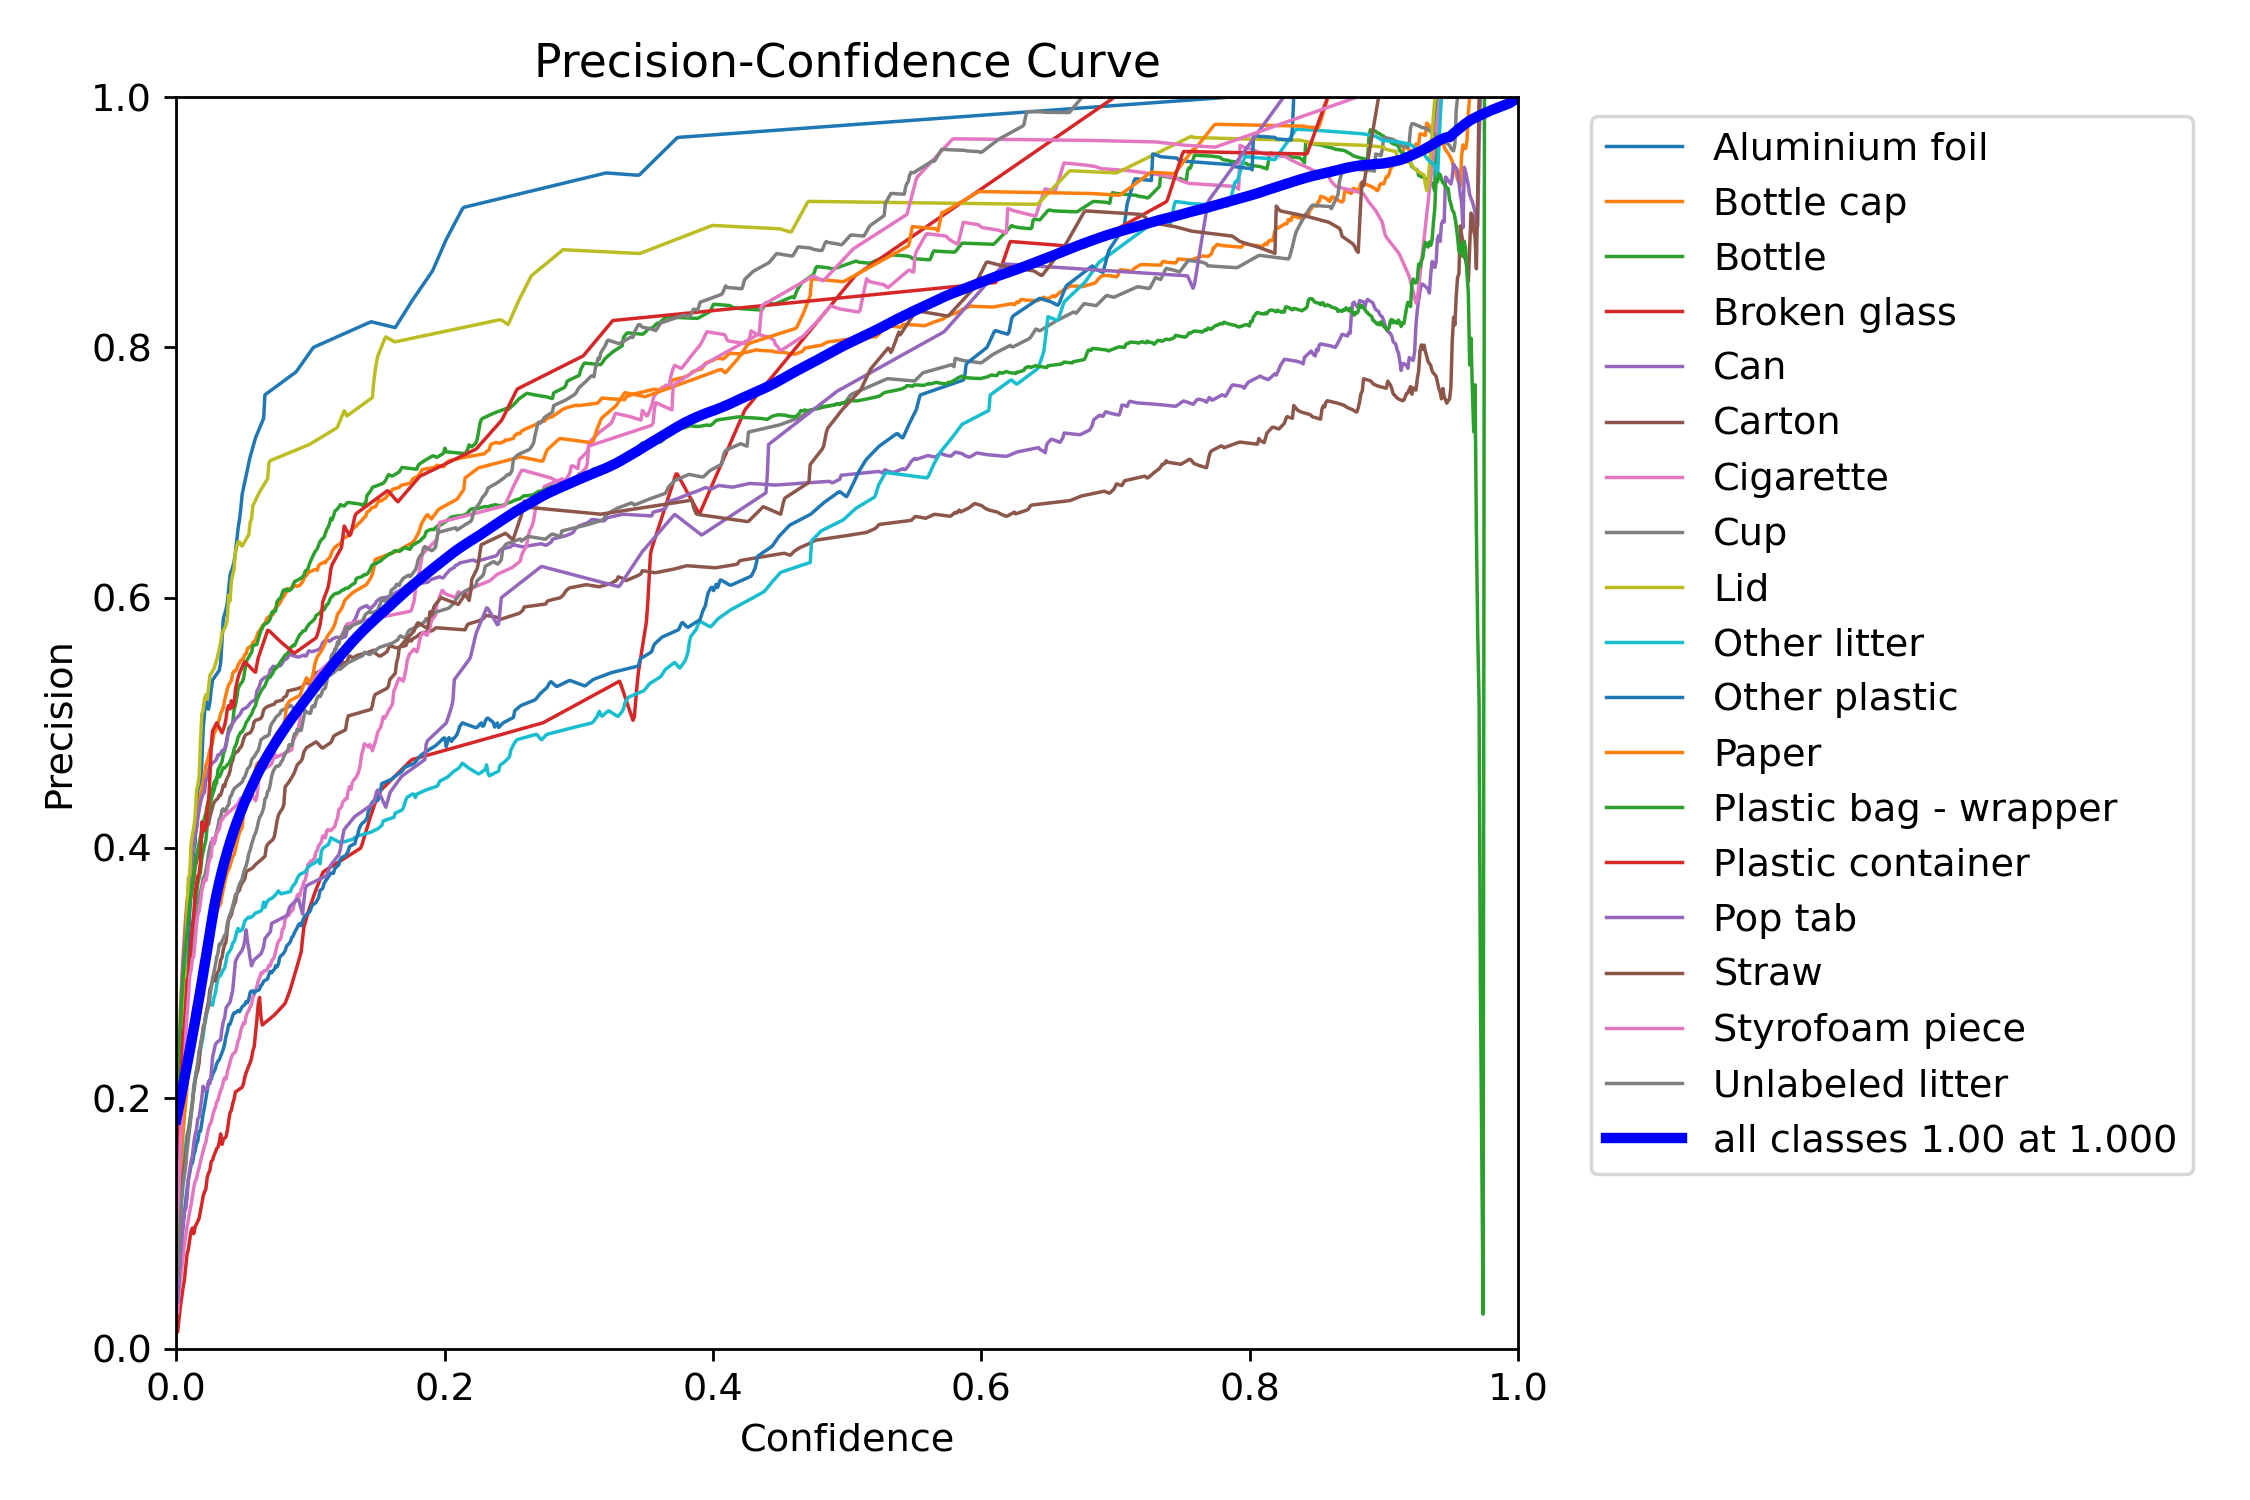 Precision-Confidence Curve
1.0
0.8
0.6
0.4
0.2
0.0
Precision
0.0 0.2 0.4 0.6 0.8 1.0
Confidence
Aluminium foil
Bottle cap
Bottle
Broken glass
Can
Carton
Cigarette
Cup
Lid
Other litter
Other plastic
Paper
Plastic bag - wrapper
Plastic container
Pop tab
Straw
Styrofoam piece
Unlabeled litter
all classes 1.00 at 1.000